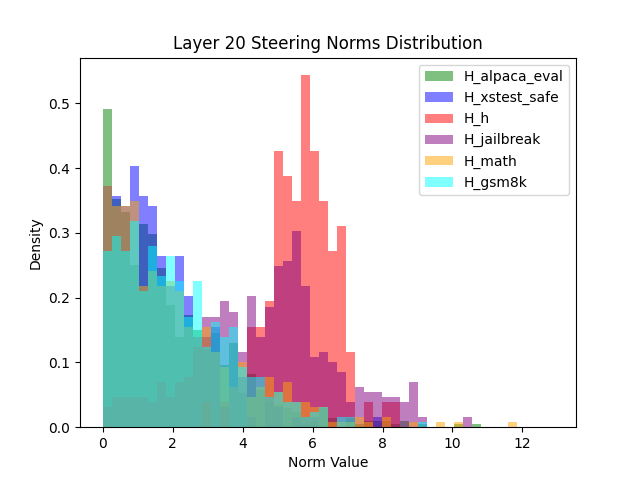 Layer 20 Steering Norms Distribution
H_alpaca_eval
H_xstest_safe
H_h
H_jailbreak
H_math
H_gsm8k
Density
0.5
0.4
0.3
0.2
0.1
0.0
0 2 4 6 8 10 12
Norm Value